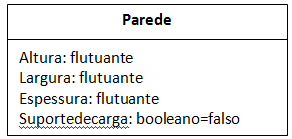 Parede
Altura: flutuante
Largura: flutuante
Espessura: flutuante
Suportedecarga: booleano=falso